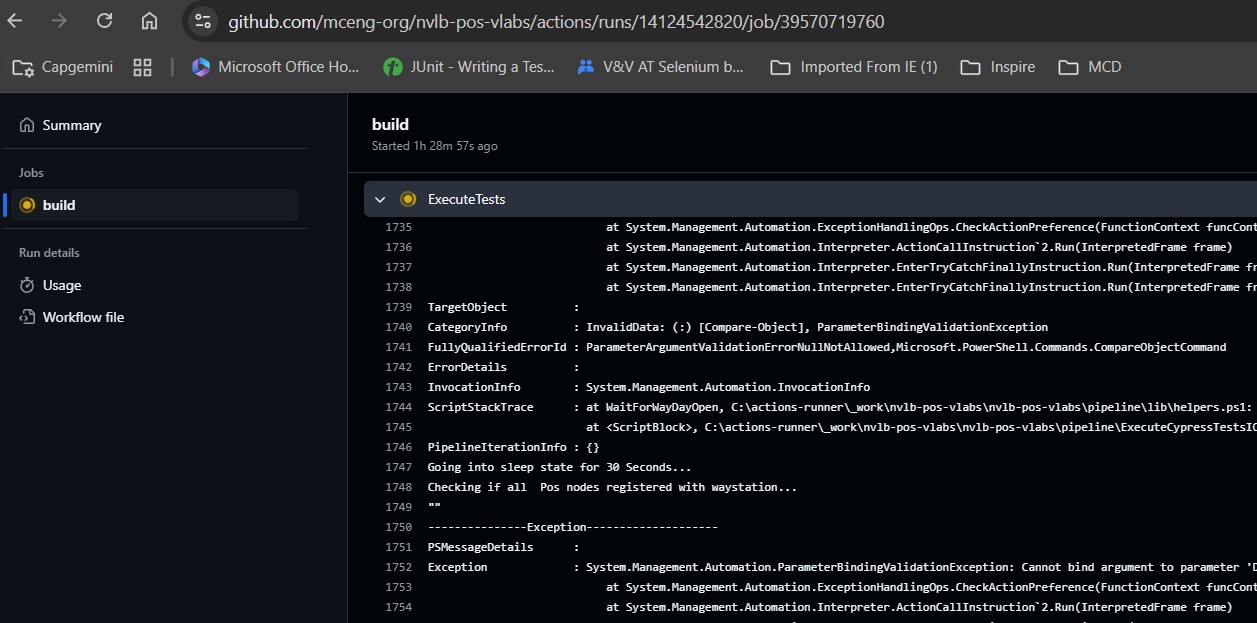 github.com/mceng-org/nvlb-pos-vlabs/actions/runs/14124542820/job/39570719760
Capgemini Microsoft Office Ho... JUnit - Writing a Tes... V&V AT Selenium b... Imported From IE (1) Inspire MCD
Summary
Jobs
build
Run details
Usage
Workflow file
build
Started 1h 28m 57s ago
ExecuteTests
1735 at System.Management.Automation.ExceptionHandlingOps.CheckActionPreference(FunctionContext funcCont
1736 at System.Management.Automation.Interpreter.ActionCallInstruction`2.Run(InterpretedFrame frame)
1737 at System.Management.Automation.Interpreter.EnterTryCatchFinallyInstruction.Run(InterpretedFrame fr
1738 at System.Management.Automation.Interpreter.EnterTryCatchFinallyInstruction.Run(InterpretedFrame fr
1739 TargetObject :
1740 CategoryInfo : InvalidData: (:) [Compare-Object], ParameterBindingValidationException
1741 FullyQualifiedErrorId : ParameterArgumentValidationErrorNullNotAllowed,Microsoft.PowerShell.Commands.CompareObjectCommand
1742 ErrorDetails :
1743 InvocationInfo : System.Management.Automation.InvocationInfo
1744 ScriptStackTrace : at WaitForWayDayOpen, C:\actions-runner\_work\nvlb-pos-vlabs\nvlb-pos-vlabs\pipeline\lib\helpers.ps1:
1745 at <ScriptBlock>, C:\actions-runner\_work\nvlb-pos-vlabs\nvlb-pos-vlabs\pipeline\ExecuteCypressTestsIC
1746 PipelineIterationInfo : {}
1747 Going into sleep state for 30 Seconds...
1748 Checking if all  Pos nodes registered with waystation...
1749 ""
1750 ---------------Exception--------------------
1751 PSMessageDetails :
1752 Exception : System.Management.Automation.ParameterBindingValidationException: Cannot bind argument to parameter 'D
1753 at System.Management.Automation.ExceptionHandlingOps.CheckActionPreference(FunctionContext funcCont
1754 at System.Management.Automation.Interpreter.ActionCallInstruction`2.Run(InterpretedFrame frame)